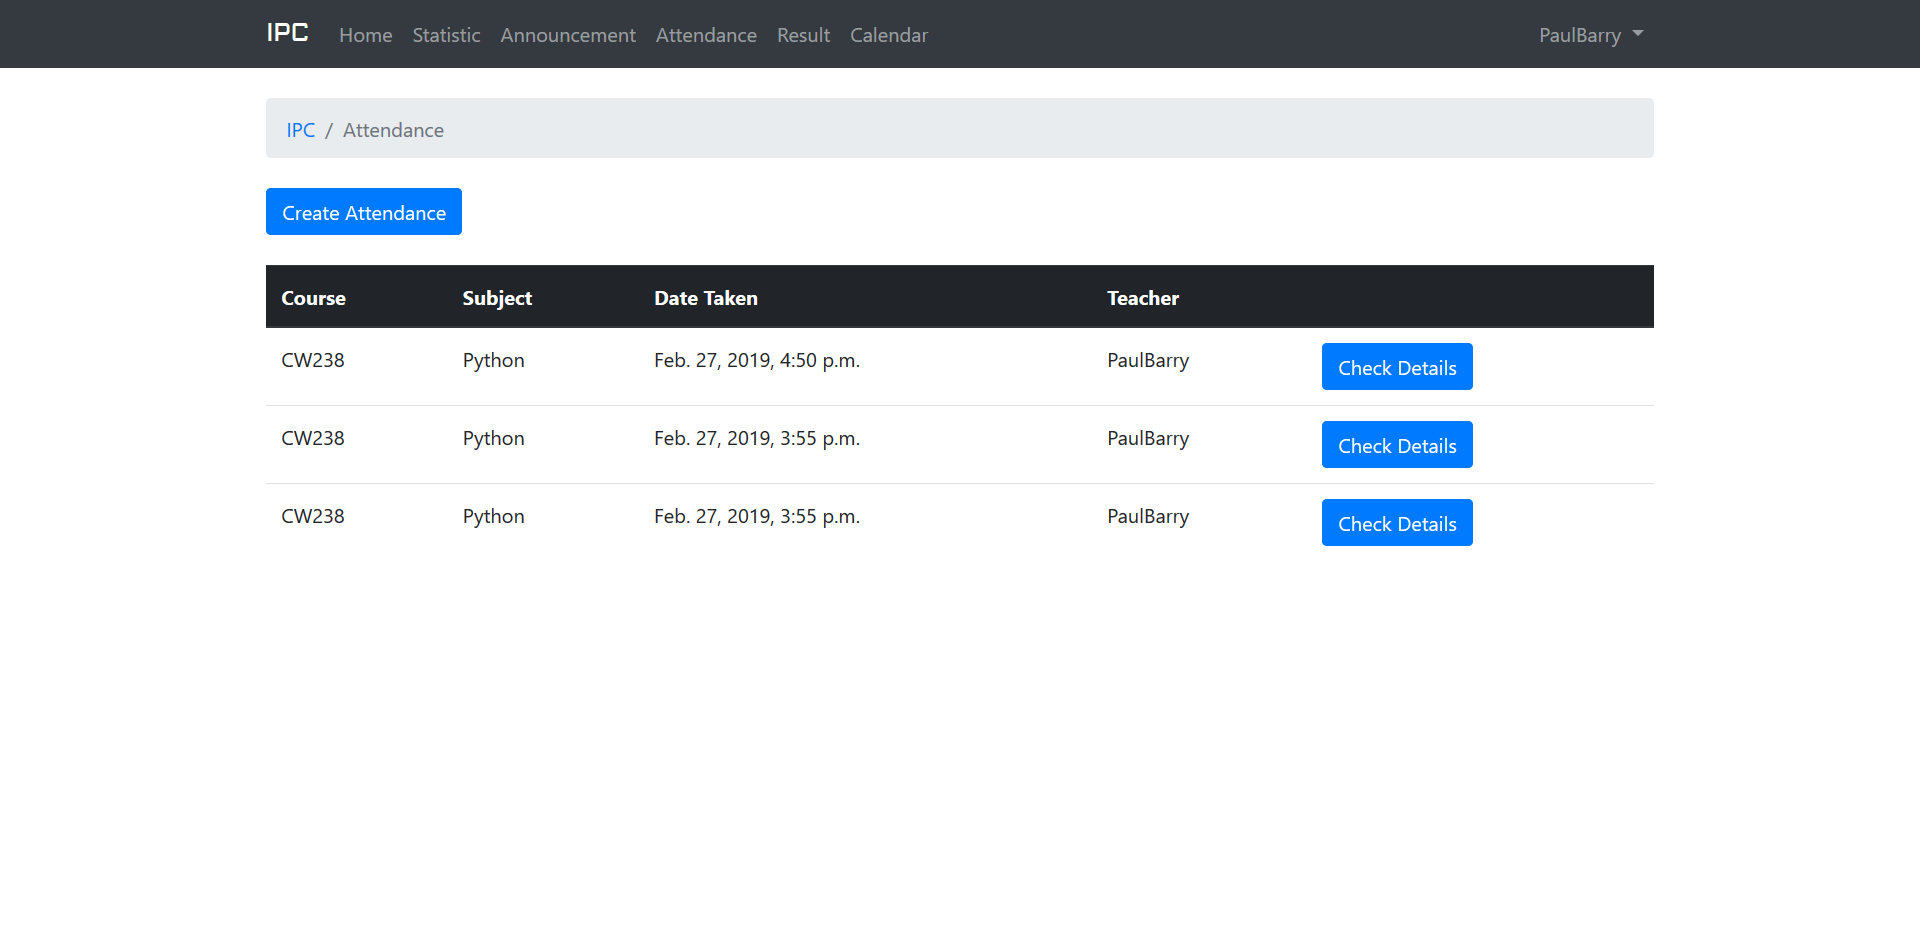 IPC Home Statistic Announcement Attendance Result Calendar PaulBarry
IPC / Attendance
Create Attendance
Course Subject Date Taken Teacher
CW238 Python Feb. 27, 2019, 4:50 p.m. PaulBarry Check Details
CW238 Python Feb. 27, 2019, 3:55 p.m. PaulBarry Check Details
CW238 Python Feb. 27, 2019, 3:55 p.m. PaulBarry Check Details